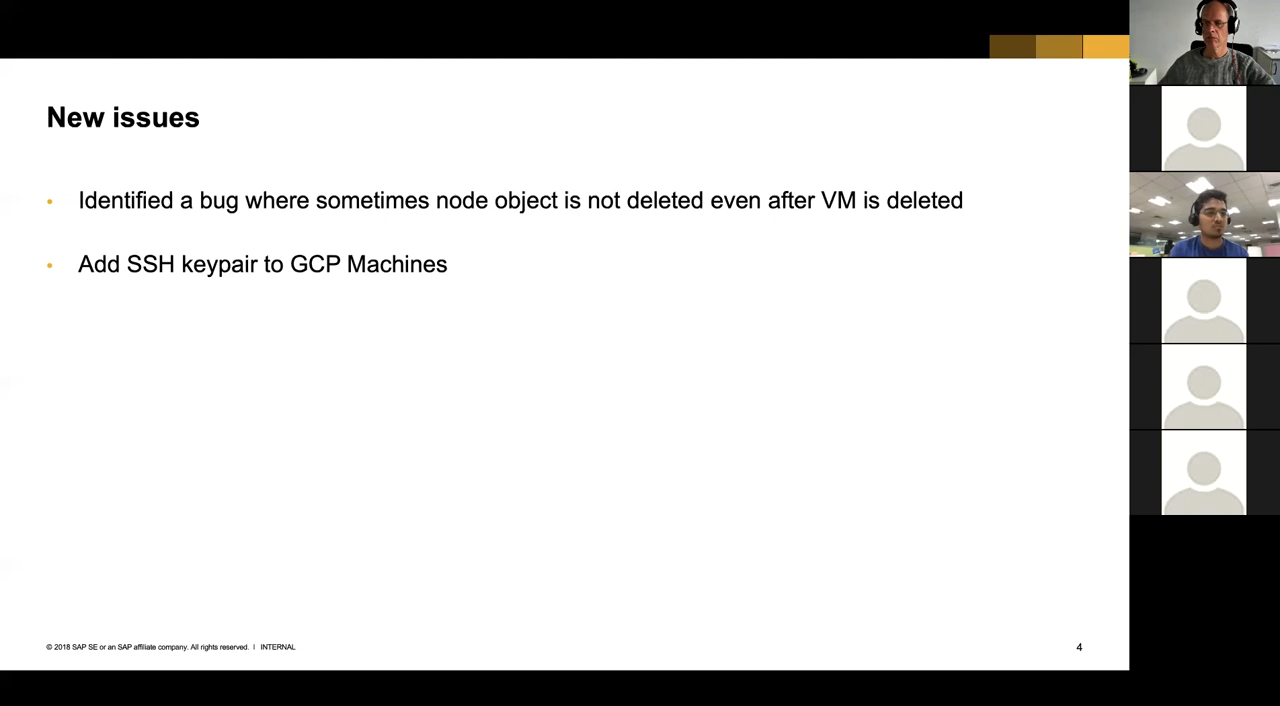 New issues
• Identified a bug where sometimes node object is not deleted even after VM is deleted
• Add SSH keypair to GCP Machines
© 2018 SAP SE or an SAP affiliate company. All rights reserved. | INTERNAL
4